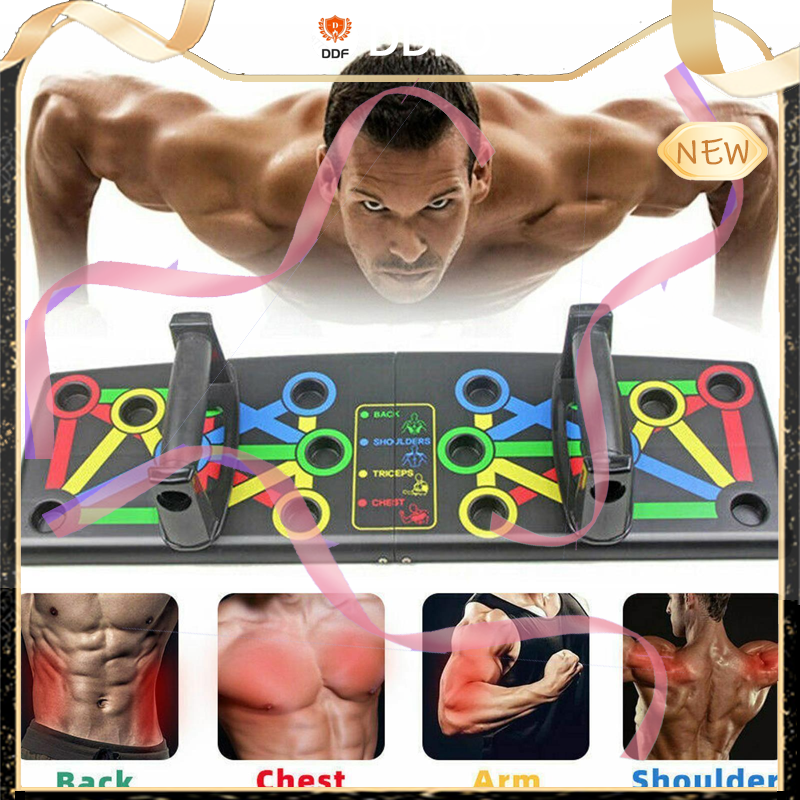 DDF
NEW
BACK
SHOULDERS
TRICEPS
CHEST
Back
Chest
Arm
Shoulder